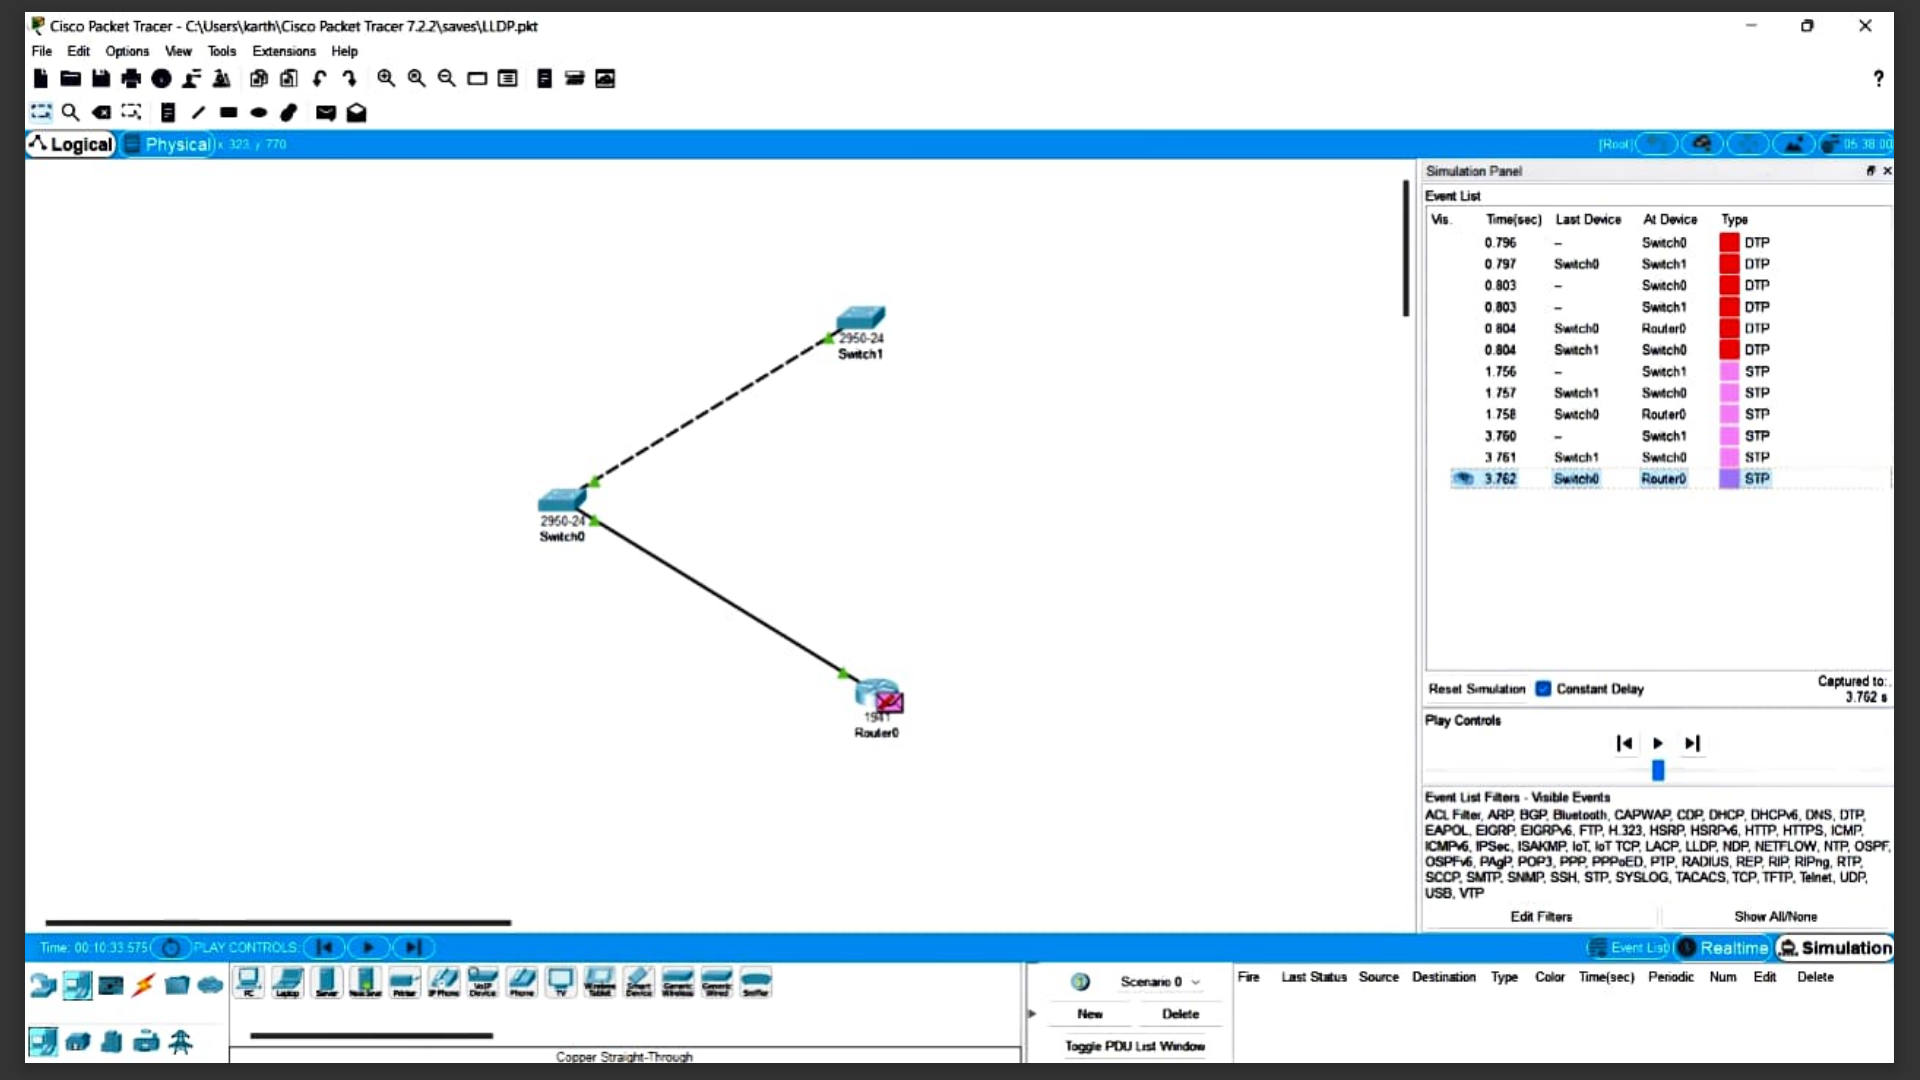 Cisco Packet Tracer - C:\Users\karth\Cisco Packet Tracer 7.2.2\saves\LLDP.pkt
File Edit Options View Tools Extensions Help
?
Logical Physical x: 323, y: 770 [Root] 05:38:00
Simulation Panel
Event List
Vis. Time(sec) Last Device At Device Type
0.796 -- Switch0 DTP
0.797 Switch0 Switch1 DTP
0.803 -- Switch0 DTP
0.803 -- Switch1 DTP
0.804 Switch0 Router0 DTP
0.804 Switch1 Switch0 DTP
1.756 -- Switch1 STP
1.757 Switch1 Switch0 STP
1.758 Switch0 Router0 STP
3.760 -- Switch1 STP
3.761 Switch1 Switch0 STP
3.762 Switch0 Router0 STP
2950-24
Switch1
2950-24
Switch0
1941
Router0
Reset Simulation Constant Delay Captured to:
3.762 s
Play Controls
Event List Filters - Visible Events
ACL Filter, ARP, BGP, Bluetooth, CAPWAP, CDP, DHCP, DHCPv6, DNS, DTP,
EAPOL, EIGRP, EIGRPv6, FTP, H.323, HSRP, HSRPv6, HTTP, HTTPS, ICMP,
ICMPv6, IPSec, ISAKMP, IoT, IoT TCP, LACP, LLDP, NDP, NETFLOW, NTP, OSPF,
OSPFv6, PAgP, POP3, PPP, PPPoED, PTP, RADIUS, REP, RIP, RIPng, RTP,
SCCP, SMTP, SNMP, SSH, STP, SYSLOG, TACACS, TCP, TFTP, Telnet, UDP,
USB, VTP
Edit Filters Show All/None
Time: 00:10:33.575 PLAY CONTROLS: Event List Realtime Simulation
PC Laptop Server Printer IP Phone VoIP Device Phone TV Wireless Tablet Smart Device Generic Wireless Generic Wired Sniffer
Scenario 0
New Delete
Toggle PDU List Window
Fire Last Status Source Destination Type Color Time(sec) Periodic Num Edit Delete
Copper Straight-Through